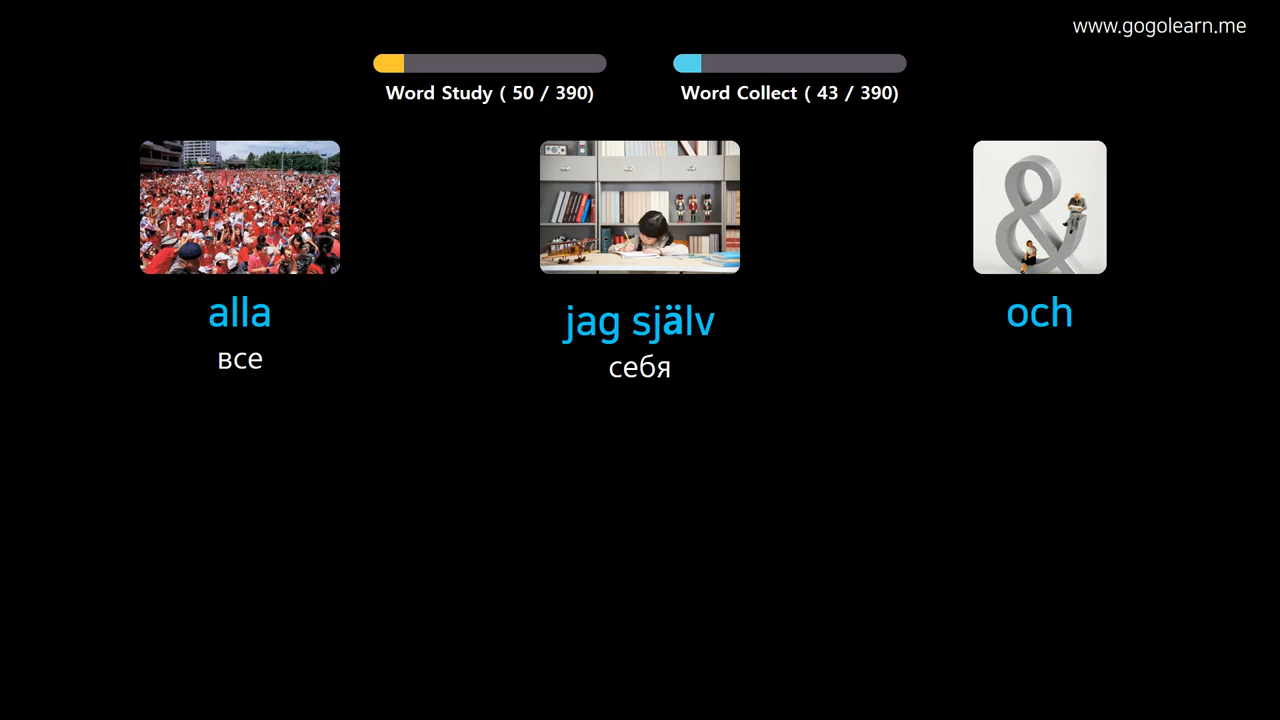 www.gogolearn.me
Word Study ( 50 / 390)
Word Collect ( 43 / 390)
alla
jag själv
och
все
себя
&